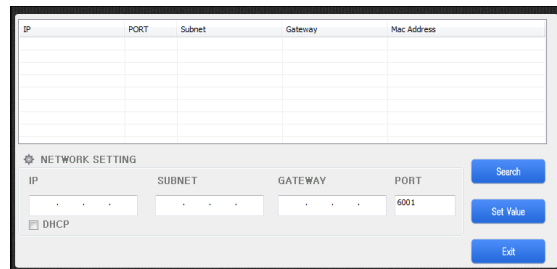 IP PORT Subnet Gateway Mac Address
NETWORK SETTING
Search
IP SUBNET GATEWAY PORT
. . . . . . . . . 6001
Set Value
DHCP
Exit